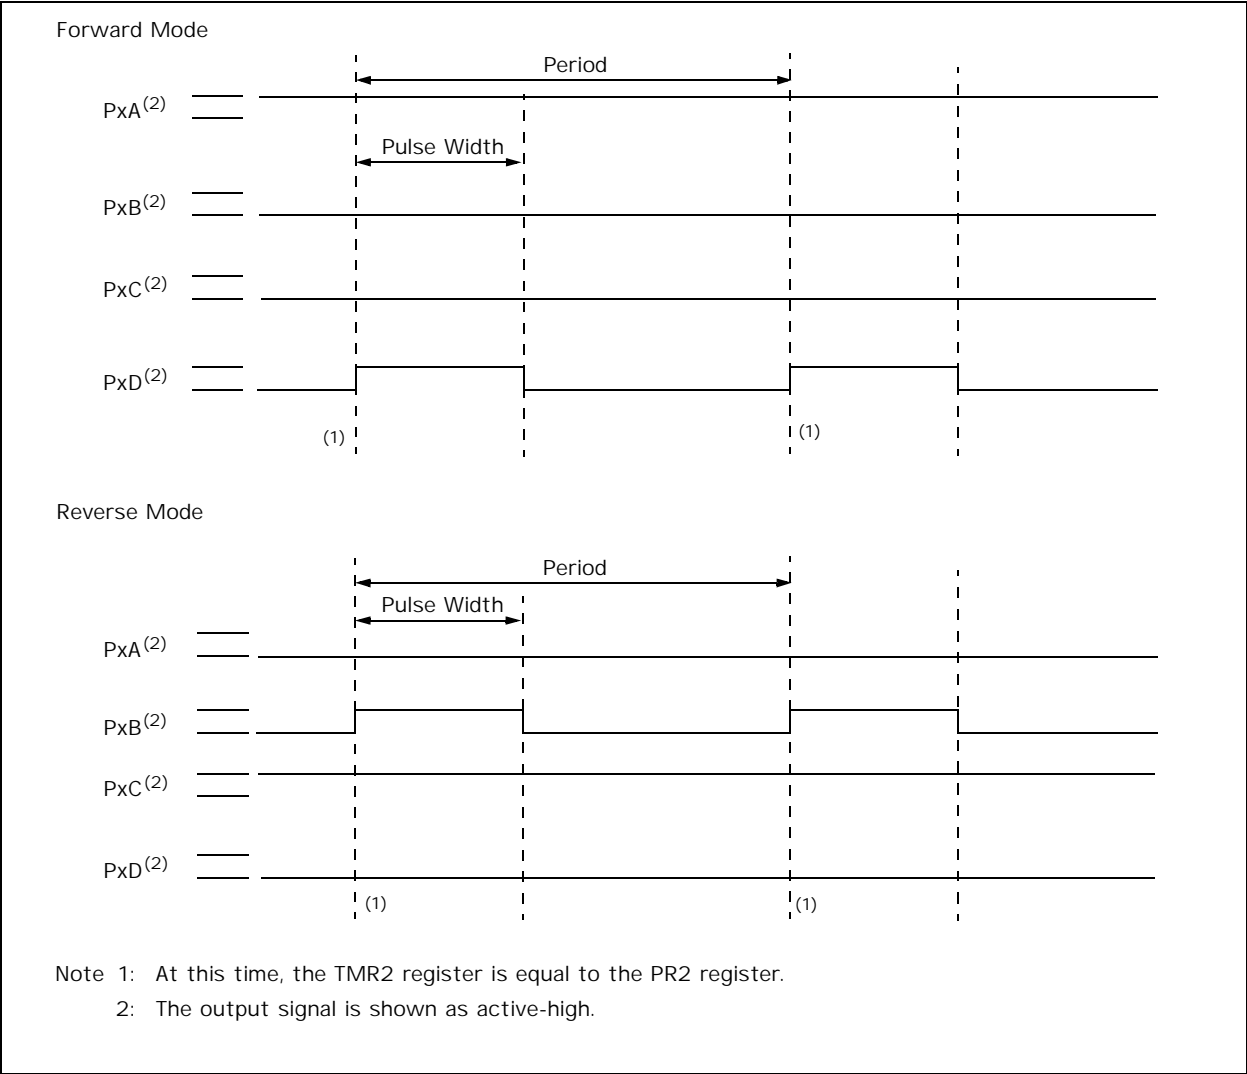 Forward Mode
Period
PxA(2)
Pulse Width
PxB(2)
PxC(2)
PxD(2)
(1) (1)
Reverse Mode
Period
Pulse Width
PxA(2)
PxB(2)
PxC(2)
PxD(2)
(1) (1)
Note 1: At this time, the TMR2 register is equal to the PR2 register.
2: The output signal is shown as active-high.